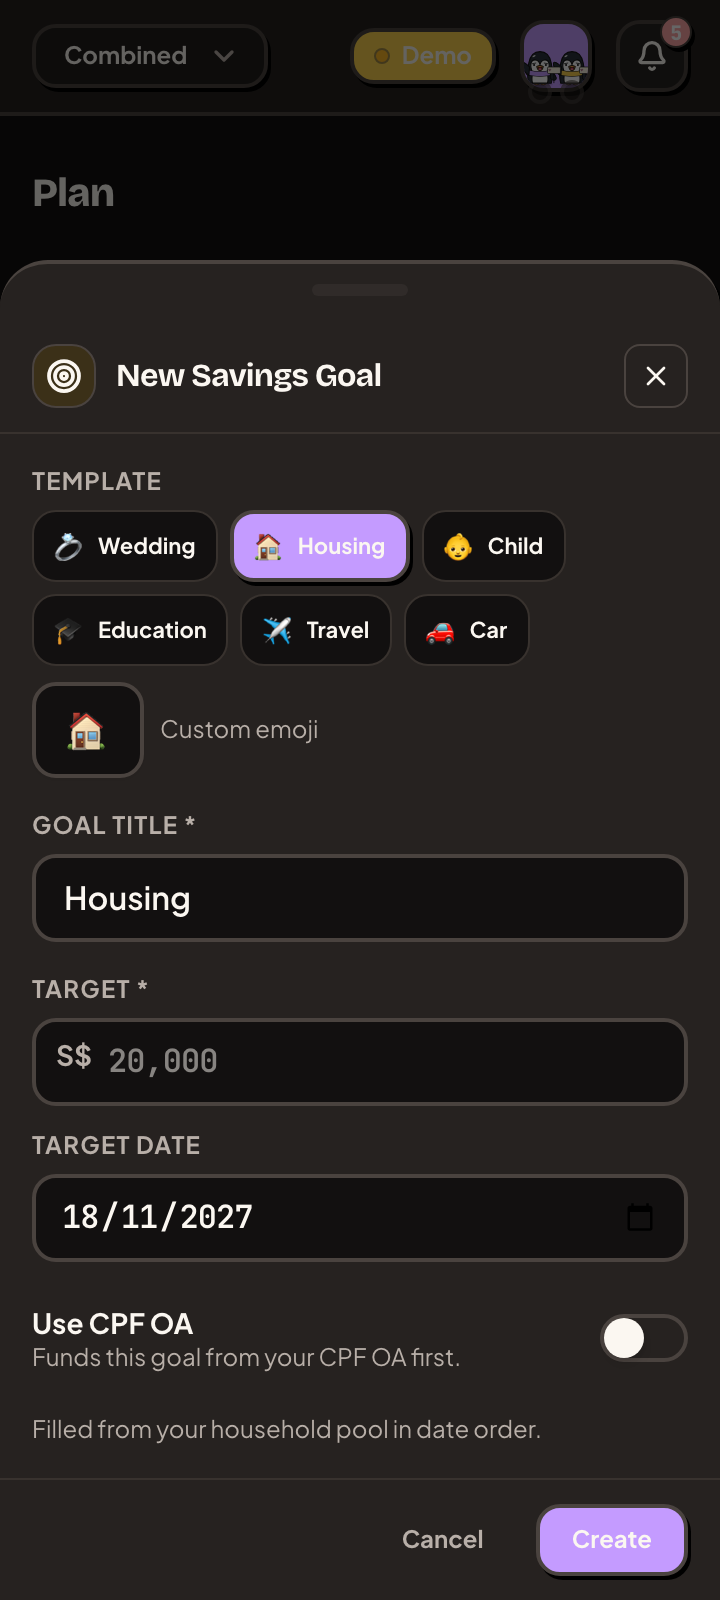 Combined
Demo
5
Plan
New Savings Goal
TEMPLATE
Wedding
Housing
Child
Education
Travel
Car
Custom emoji
GOAL TITLE *
Housing
TARGET *
S$ 20,000
TARGET DATE
18/11/2027
Use CPF OA
Funds this goal from your CPF OA first.
Filled from your household pool in date order.
Cancel
Create